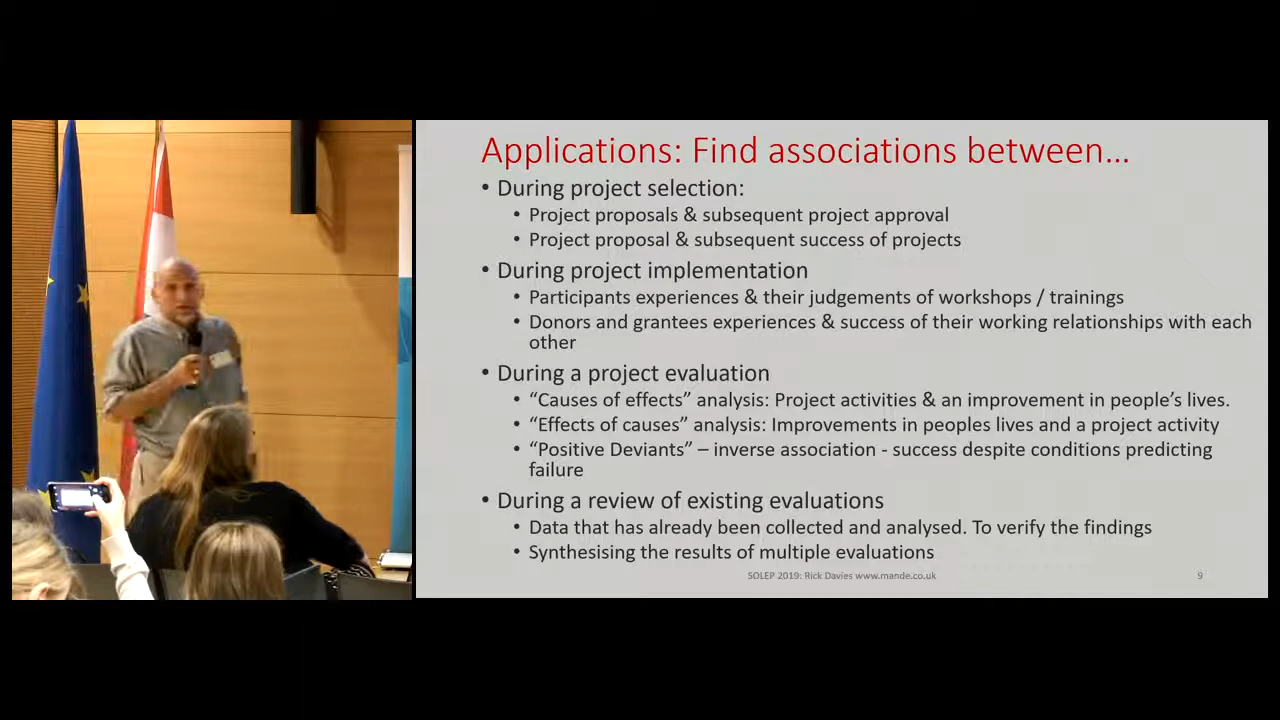 Applications: Find associations between...
• During project selection:
• Project proposals & subsequent project approval
• Project proposal & subsequent success of projects
• During project implementation
• Participants experiences & their judgements of workshops / trainings
• Donors and grantees experiences & success of their working relationships with each
other
• During a project evaluation
• “Causes of effects” analysis: Project activities & an improvement in people’s lives.
• “Effects of causes” analysis: Improvements in peoples lives and a project activity
• “Positive Deviants” – inverse association - success despite conditions predicting
failure
• During a review of existing evaluations
• Data that has already been collected and analysed. To verify the findings
• Synthesising the results of multiple evaluations
SOLEP 2019: Rick Davies www.mande.co.uk
9